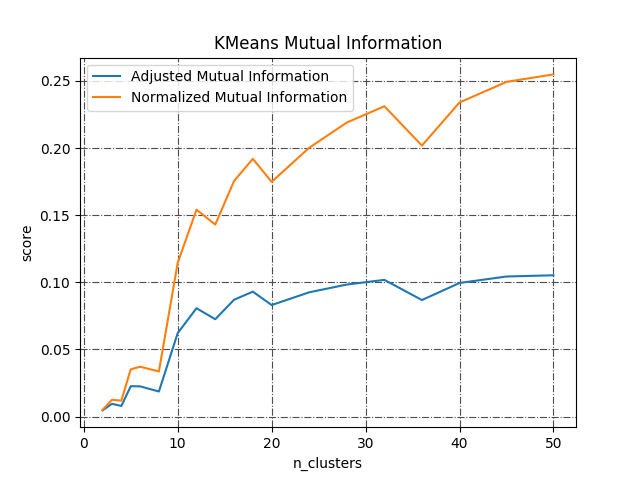 KMeans Mutual Information
Adjusted Mutual Information
Normalized Mutual Information
0.25
0.20
0.15
0.10
0.05
0.00
score
0 10 20 30 40 50
n_clusters